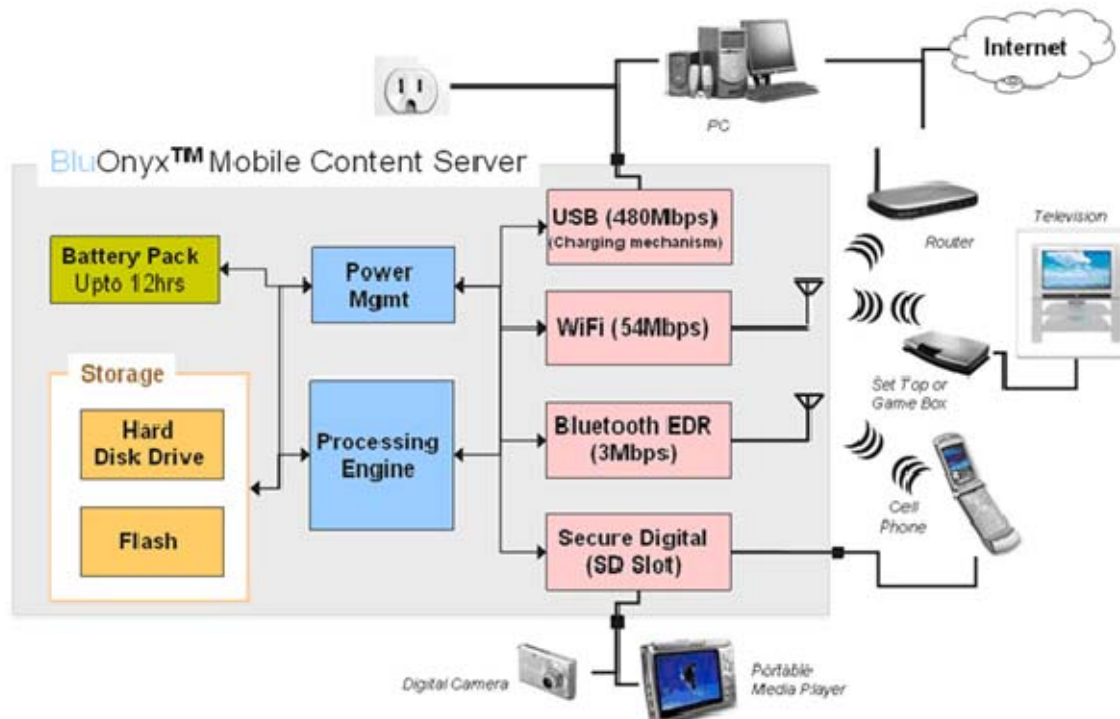 Internet
PC
BluOnyx™ Mobile Content Server
USB (480Mbps)
(Charging mechanism)
Router
Television
Battery Pack
Upto 12hrs
Power
Mgmt
WiFi (54Mbps)
Set Top or
Game Box
Storage
Hard
Disk Drive
Flash
Processing
Engine
Bluetooth EDR
(3Mbps)
Cell
Phone
Secure Digital
(SD Slot)
Digital Camera
Portable
Media Player